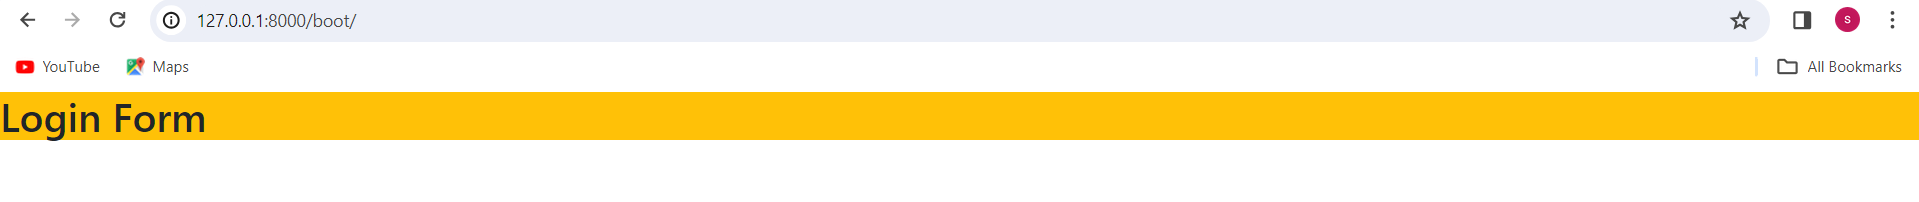 127.0.0.1:8000/boot/
S
YouTube Maps All Bookmarks
Login Form